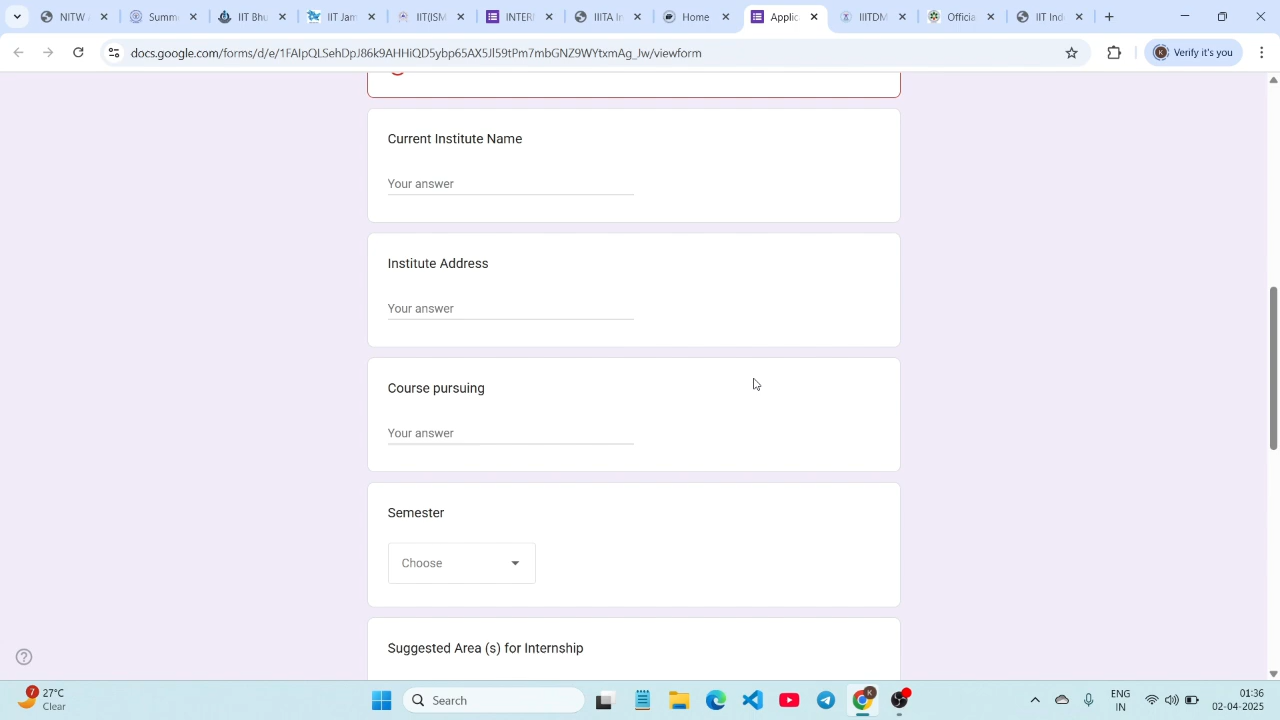 NITW
Summ
IIT Bhu
IIT Jam
IIT(ISM
INTER
IIITA In
Home
Applic
IIITDM
Officia
IIT Ind
docs.google.com/forms/d/e/1FAIpQLSehDpJ86k9AHHiQD5ybp65AX5Jl59tPm7mbGNZ9WYtxmAg_Jw/viewform
K
Verify it's you
Current Institute Name
Your answer
Institute Address
Your answer
Course pursuing
Your answer
Semester
Choose
Suggested Area (s) for Internship
7
27°C
Clear
Search
K
ENG
IN
01:36
02-04-2025